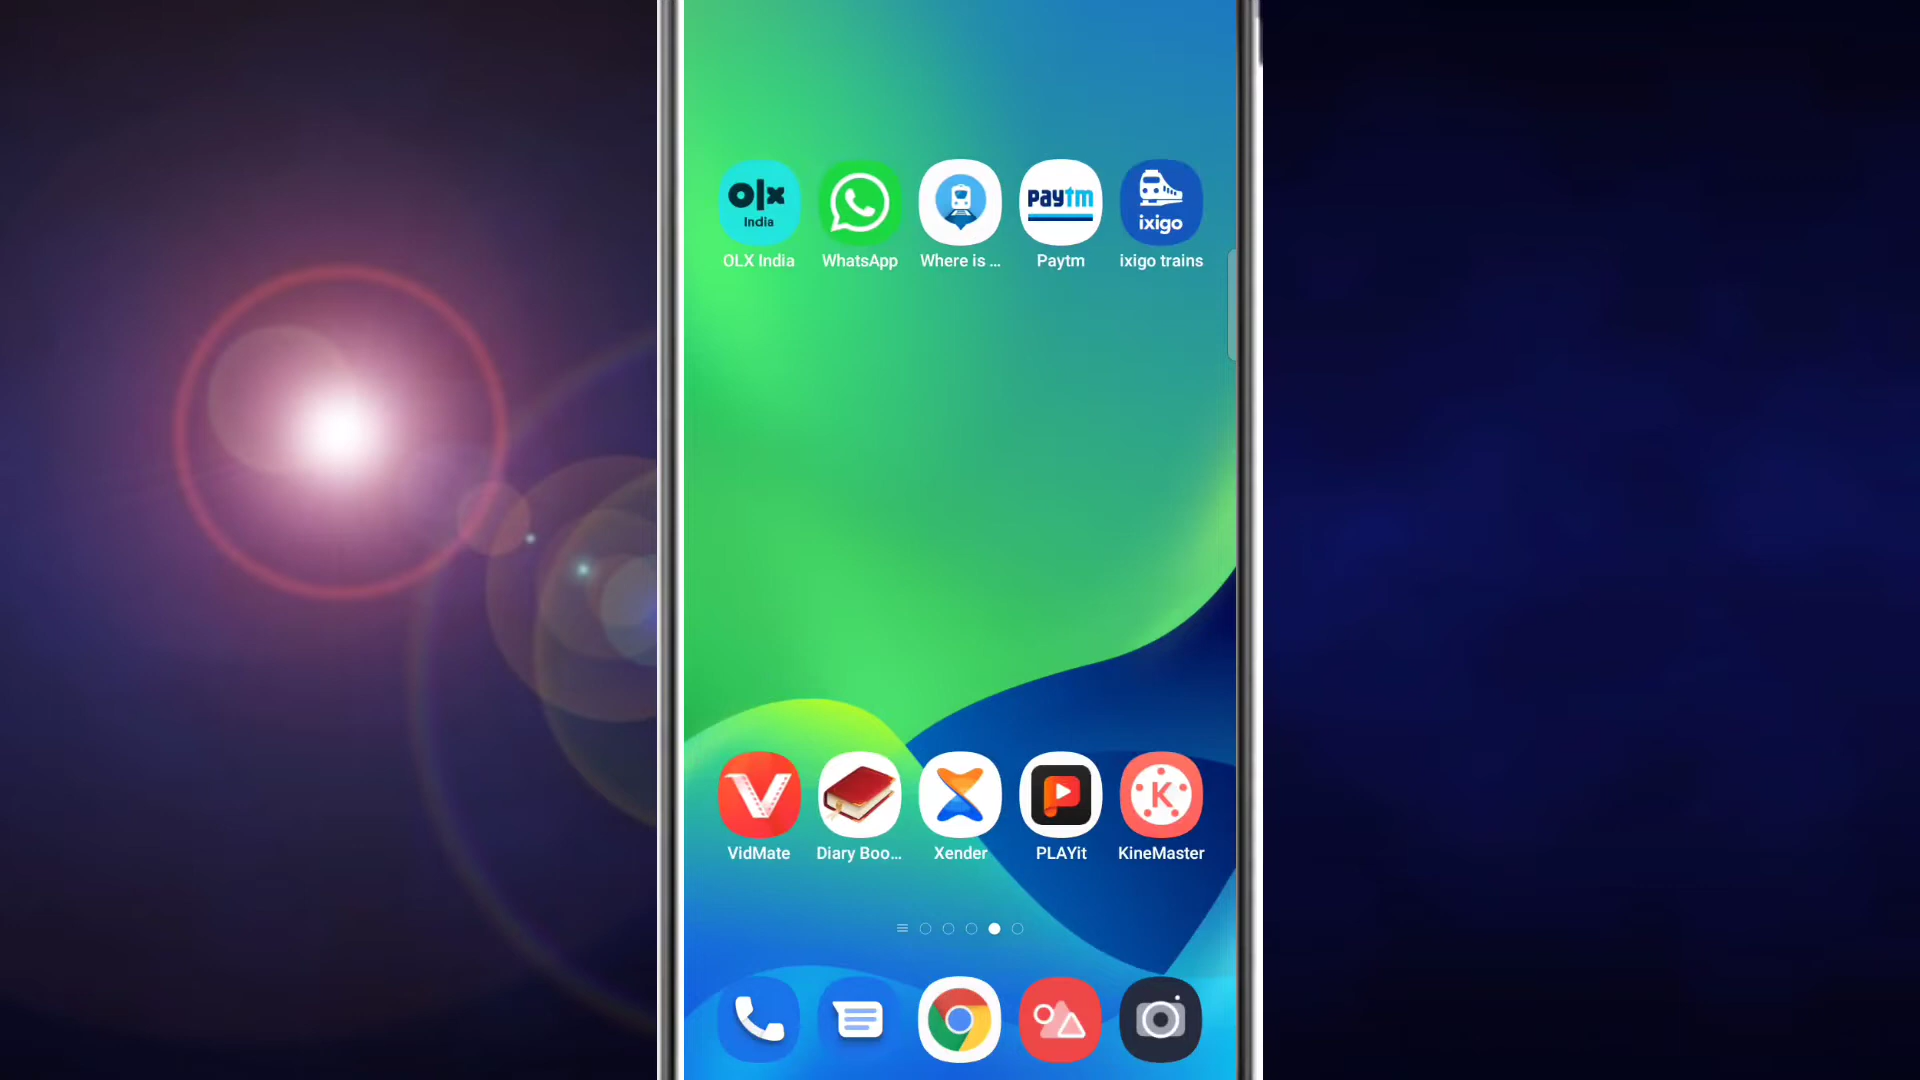 olx
India
paytm
ixigo
OLX India
WhatsApp
Where is ...
Paytm
ixigo trains
VidMate
Diary Boo...
Xender
PLAYit
K
KineMaster